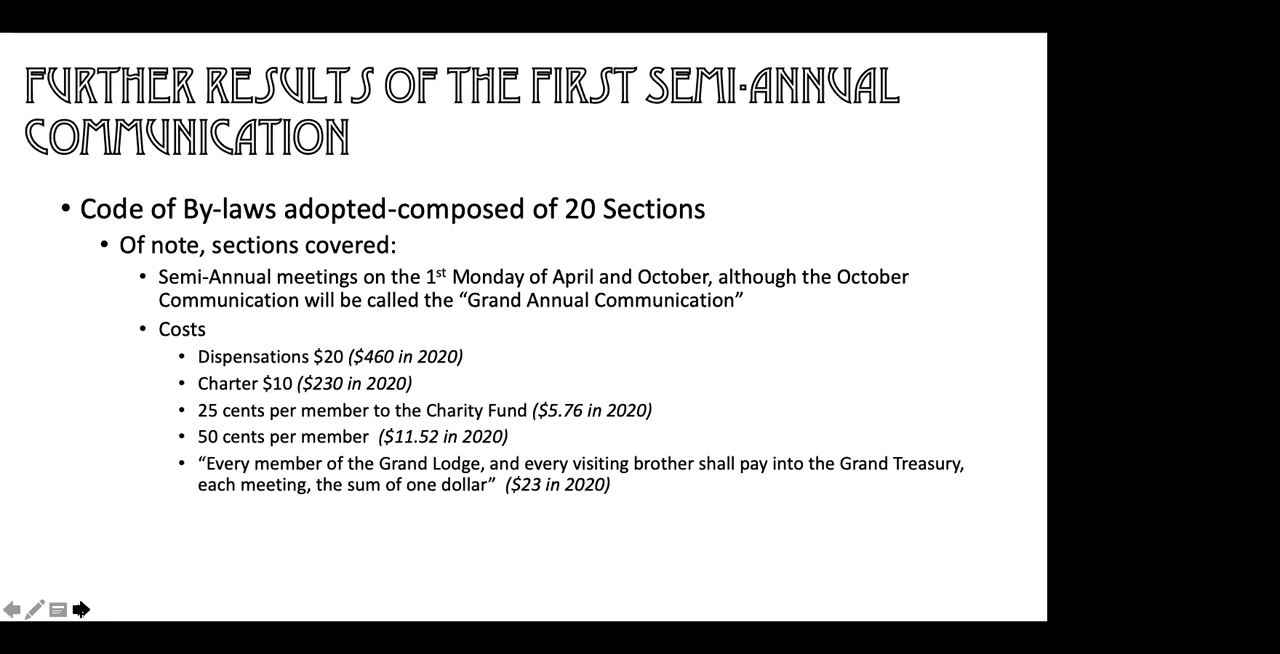 FURTHER RESULTS OF THE FIRST SEMI-ANNUAL
COMMUNICATION
• Code of By-laws adopted-composed of 20 Sections
• Of note, sections covered:
• Semi-Annual meetings on the 1st Monday of April and October, although the October
Communication will be called the “Grand Annual Communication”
• Costs
• Dispensations $20 ($460 in 2020)
• Charter $10 ($230 in 2020)
• 25 cents per member to the Charity Fund ($5.76 in 2020)
• 50 cents per member ($11.52 in 2020)
• “Every member of the Grand Lodge, and every visiting brother shall pay into the Grand Treasury,
each meeting, the sum of one dollar” ($23 in 2020)